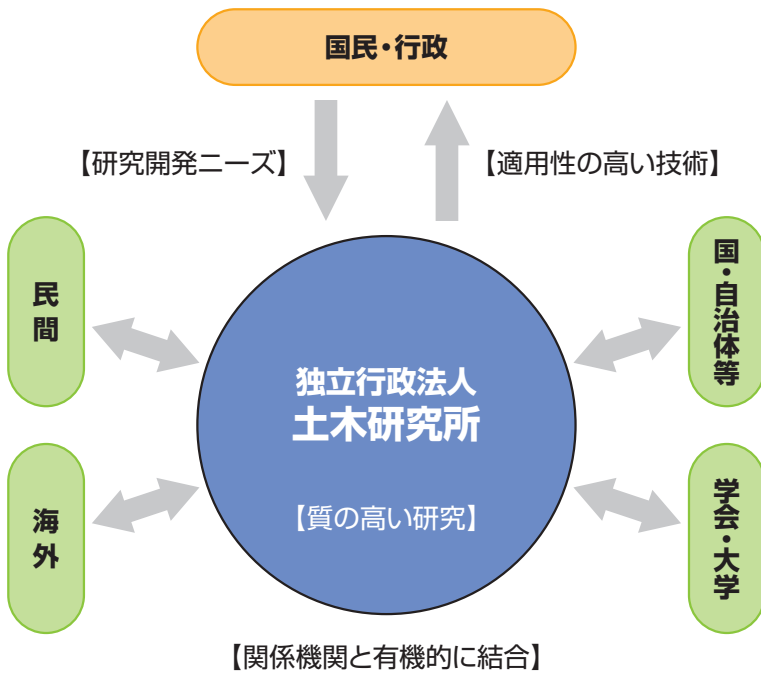 国民・行政
【研究開発ニーズ】
【適用性の高い技術】
民間
国・自治体等
独立行政法人
土木研究所
【質の高い研究】
海外
学会・大学
【関係機関と有機的に結合】